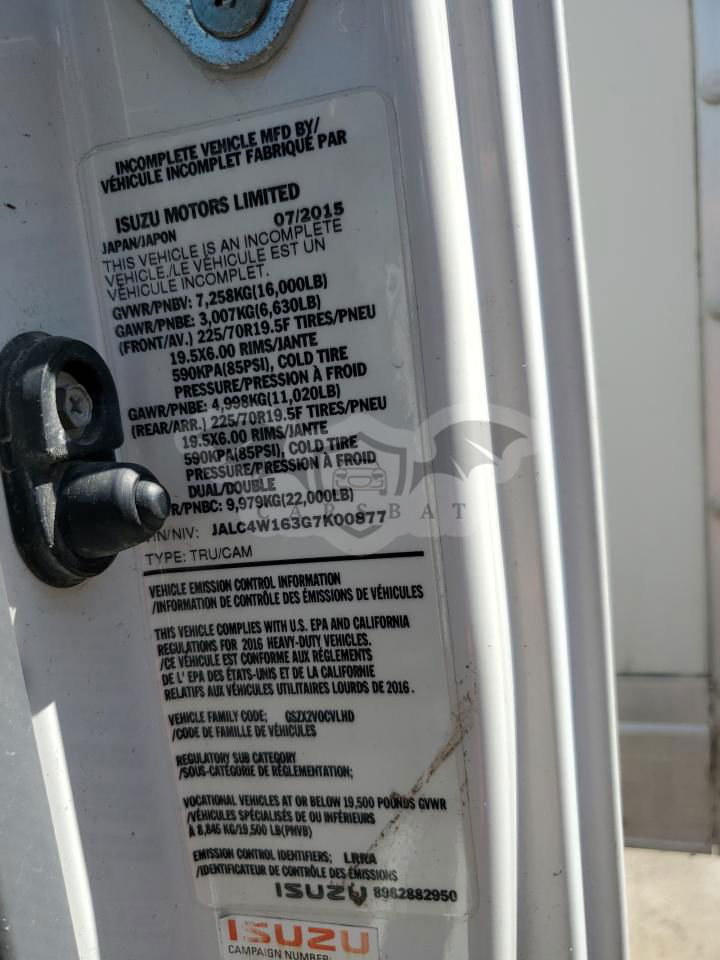 INCOMPLETE VEHICLE MFD BY/
VÉHICULE INCOMPLET FABRIQUÉ PAR
ISUZU MOTORS LIMITED
JAPAN/JAPON 07/2015
THIS VEHICLE IS AN INCOMPLETE
VEHICLE./LE VÉHICULE EST UN
VÉHICULE INCOMPLET.
GVWR/PNBV: 7,258KG(16,000LB)
GAWR/PNBE: 3,007KG(6,630LB)
(FRONT/AV.) 225/70R19.5F TIRES/PNEU
19.5X6.00 RIMS/JANTE
590KPA(85PSI), COLD TIRE
PRESSURE/PRESSION À FROID
GAWR/PNBE: 4,998KG(11,020LB)
(REAR/ARR.) 225/70R19.5F TIRES/PNEU
19.5X6.00 RIMS/JANTE
590KPA(85PSI), COLD TIRE
PRESSURE/PRESSION À FROID
DUAL/DOUBLE
R/PNBC: 9,979KG(22,000LB)
CARSBAT
IN/NIV: JALC4W163G7K00877
TYPE: TRU/CAM
VEHICLE EMISSION CONTROL INFORMATION
/INFORMATION DE CONTRÔLE DES ÉMISSIONS DE VÉHICULES
THIS VEHICLE COMPLIES WITH U.S. EPA AND CALIFORNIA
REGULATIONS FOR 2016 HEAVY-DUTY VEHICLES.
/CE VÉHICULE EST CONFORME AUX RÈGLEMENTS
DE L' EPA DES ÉTATS-UNIS ET DE LA CALIFORNIE
RELATIFS AUX VÉHICULES UTILITAIRES LOURDS DE 2016.
VEHICLE FAMILY CODE: GSZX2VOCVLHD
/CODE DE FAMILLE DE VÉHICULES
REGULATORY SUB CATEGORY
/SOUS-CATÉGORIE DE RÉGLEMENTATION;
VOCATIONAL VEHICLES AT OR BELOW 19,500 POUNDS GVWR
/VÉHICULES SPÉCIALISÉS DE OU INFÉRIEURS
À 8,845 KG/19,500 LB(PNVB)
EMISSION CONTROL IDENTIFIERS; LRRA
/IDENTIFICATEUR DE CONTRÔLE DES ÉMISSIONS
ISUZU 8982882950
ISUZU
CAMPAIGN NUMBER: